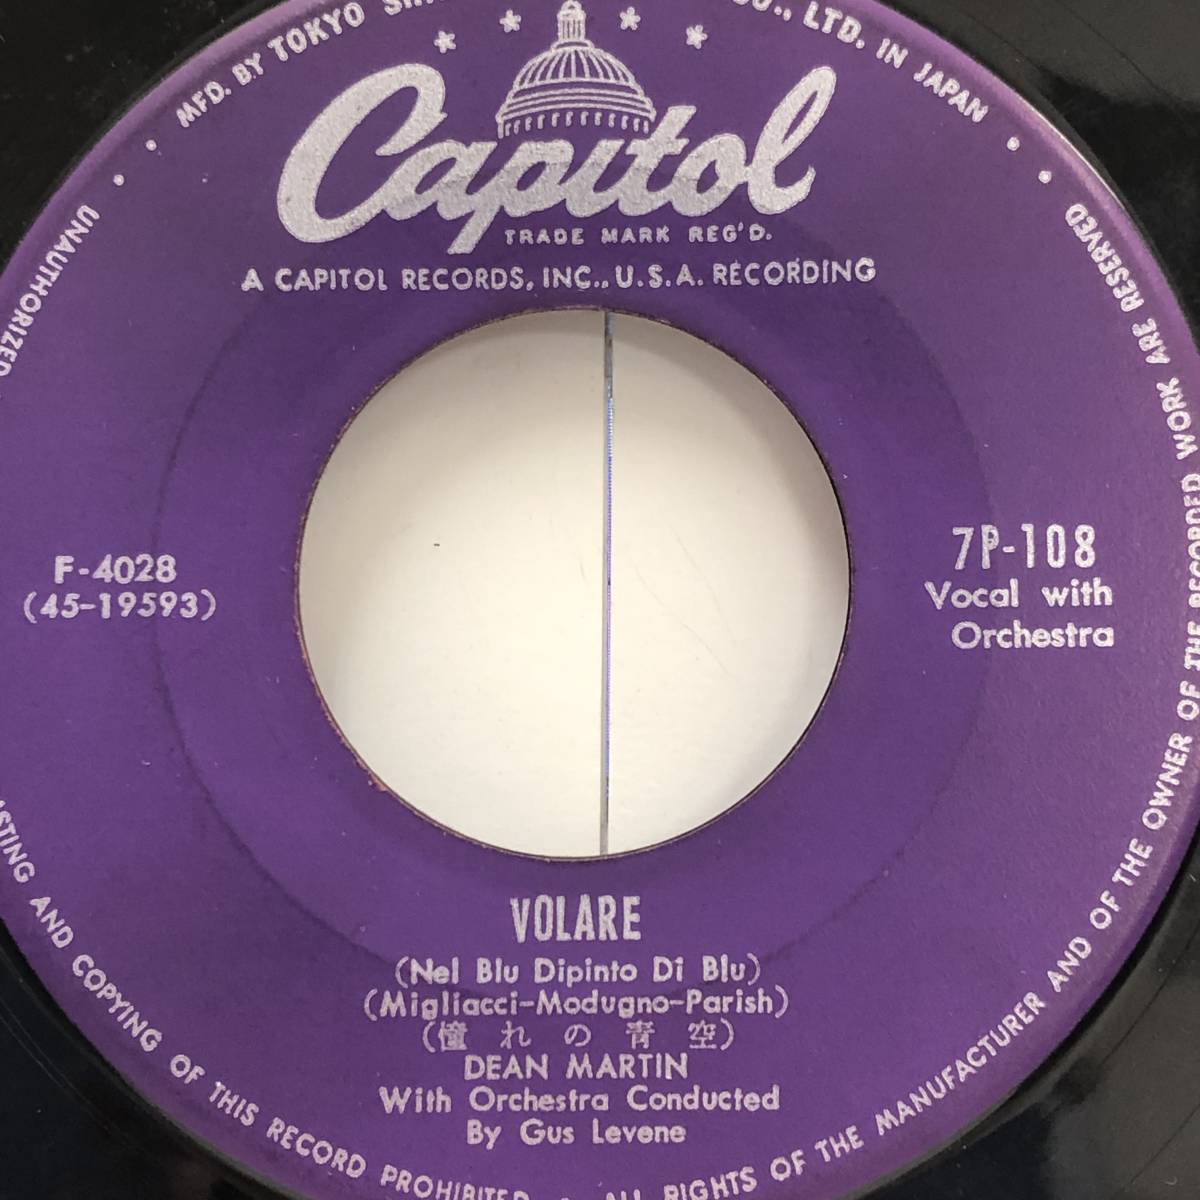 MFD. BY TOKYO LTD. IN JAPAN
Capitol
TRADE MARK REG'D.
A CAPITOL RECORDS, INC., U.S.A. RECORDING
F-4028
(45-19593)
7P-108
Vocal with
Orchestra
VOLARE
(Nel Blu Dipinto Di Blu)
(Migliacci-Modugno-Parish)
(憧れの青空)
DEAN MARTIN
With Orchestra Conducted
By Gus Levene
UNAUTHORIZED
AND COPYING OF THIS RECORD PROHIBITED • ALL RIGHTS OF THE MANUFACTURER AND OF THE OWNER OF THE RECORDED WORK ARE RESERVED